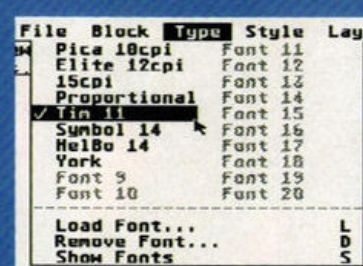 File Block Type Style Lay
Pica 10cpi Font 11
Elite 12cpi Font 12
15cpi Font 13
Proportional Font 14
✓ Tim 11 Font 15
Symbol 14 Font 16
HelBo 14 Font 17
York Font 18
Font 9 Font 19
Font 10 Font 20
Load Font... L
Remove Font... D
Show Fonts S